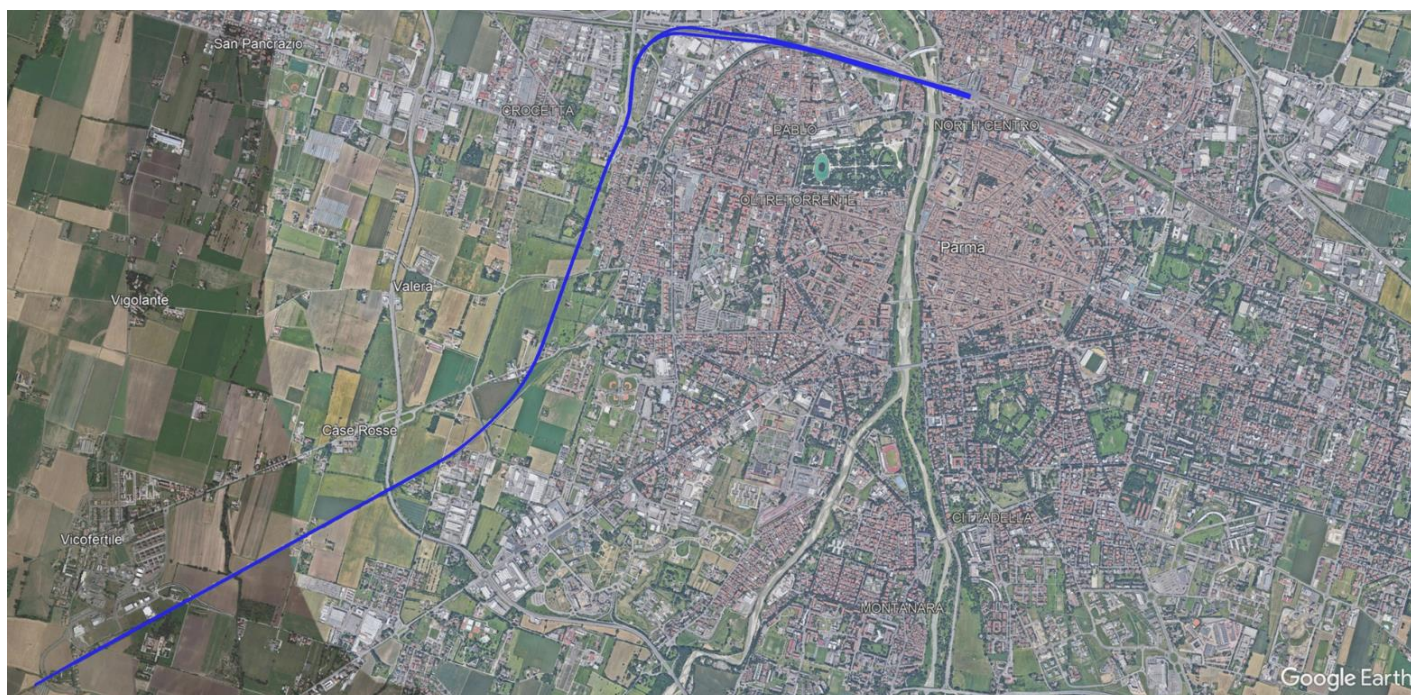 San Pancrazio
CROCETTA
PABLO
NORTH CENTRO
OLTRETORRENTE
Parma
Valera
Vigolante
Case Rosse
CITTADELLA
Vicofertile
MONTANARA
Google Earth